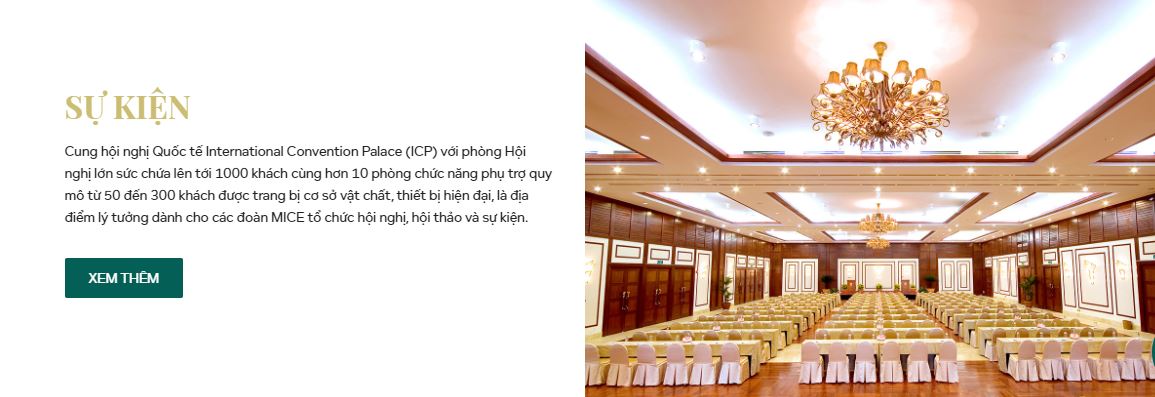 SỰ KIỆN
Cung hội nghị Quốc tế International Convention Palace (ICP) với phòng Hội
nghị lớn sức chứa lên tới 1000 khách cùng hơn 10 phòng chức năng phụ trợ quy
mô từ 50 đến 300 khách được trang bị cơ sở vật chất, thiết bị hiện đại, là địa
điểm lý tưởng dành cho các đoàn MICE tổ chức hội nghị, hội thảo và sự kiện.
XEM THÊM